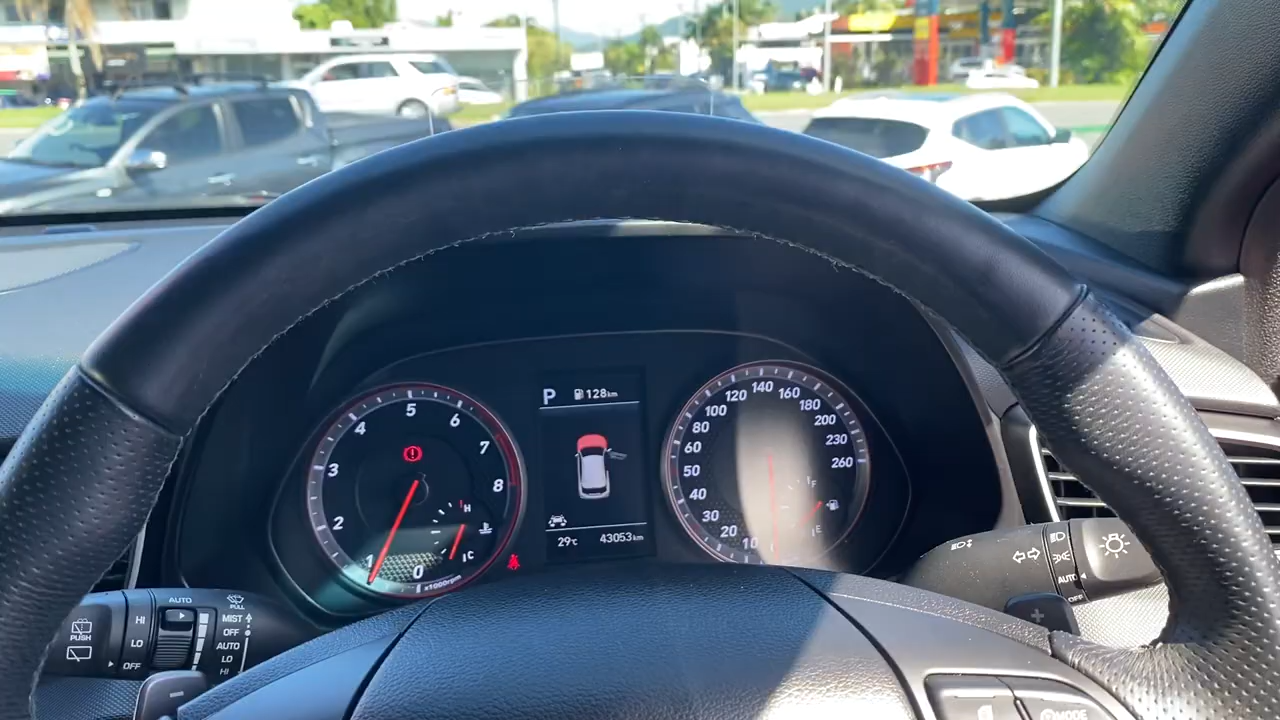 5
4
6
3
7
2
8
1
0
x1000rpm
H
C
P
128km
29°C
43053km
140
120
160
100
180
80
200
60
230
50
260
40
30
20
10
F
E
AUTO
HI
LO
OFF
PUSH
PULL
MIST
OFF
AUTO
LO
HI
AUTO
OFF
MODE